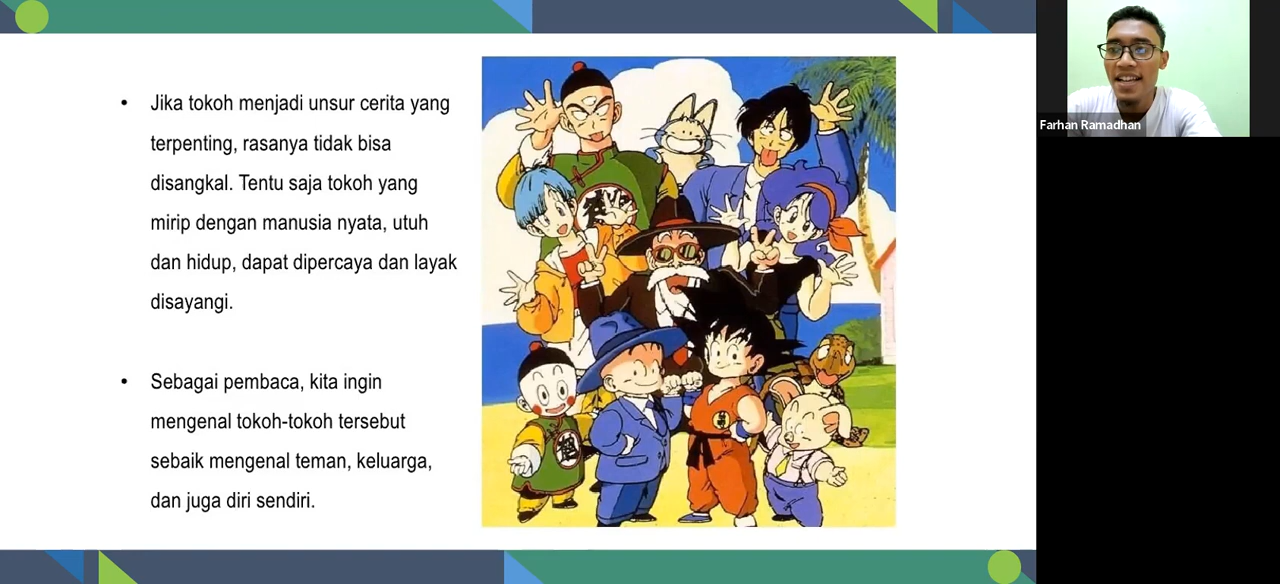 • Jika tokoh menjadi unsur cerita yang
terpenting, rasanya tidak bisa
disangkal. Tentu saja tokoh yang
mirip dengan manusia nyata, utuh
dan hidup, dapat dipercaya dan layak
disayangi.
• Sebagai pembaca, kita ingin
mengenal tokoh-tokoh tersebut
sebaik mengenal teman, keluarga,
dan juga diri sendiri.
Farhan Ramadhan